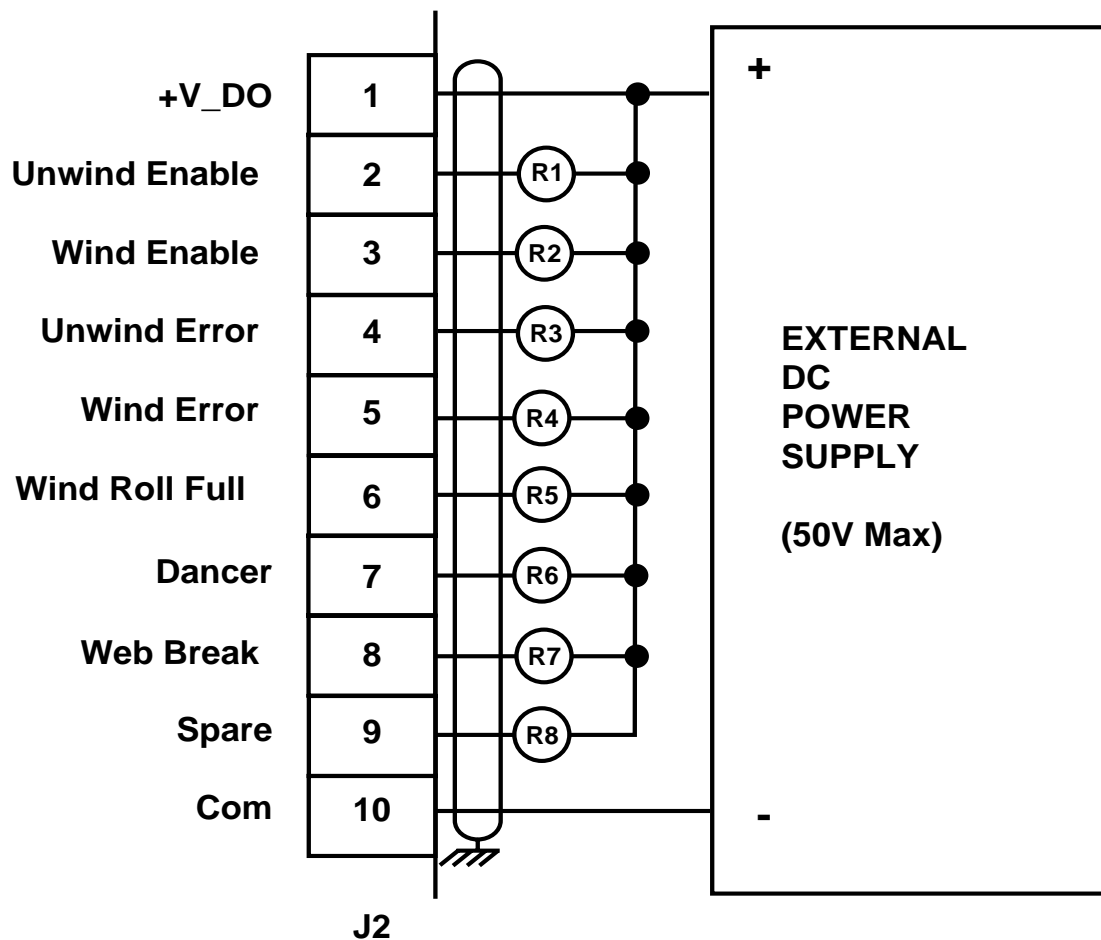 +V_DO 1 +
Unwind Enable 2 R1
Wind Enable 3 R2
Unwind Error 4 R3
Wind Error 5 R4
Wind Roll Full 6 R5
Dancer 7 R6
Web Break 8 R7
Spare 9 R8
Com 10 -
J2
EXTERNAL
DC
POWER
SUPPLY
(50V Max)